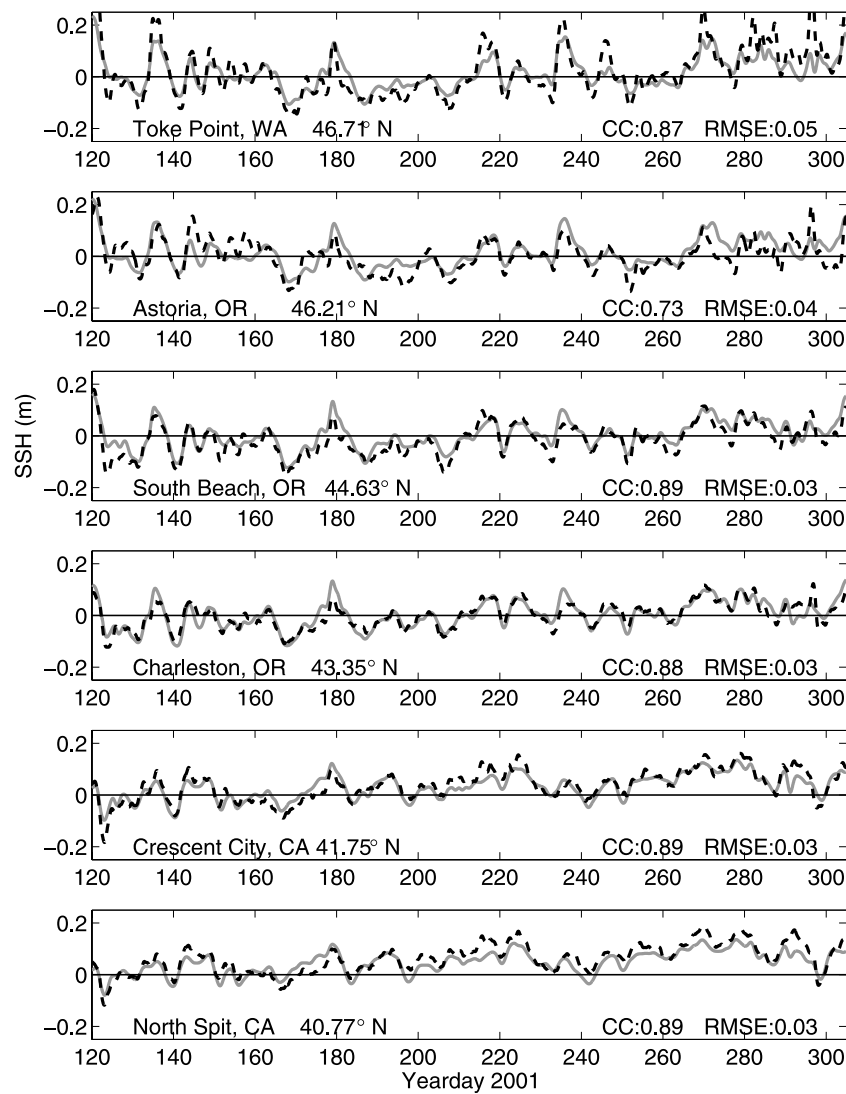 0.2
0
−0.2
Toke Point, WA 46.71° N CC:0.87 RMSE:0.05
120 140 160 180 200 220 240 260 280 300
0.2
0
−0.2
Astoria, OR 46.21° N CC:0.73 RMSE:0.04
120 140 160 180 200 220 240 260 280 300
SSH (m)
0.2
0
−0.2
South Beach, OR 44.63° N CC:0.89 RMSE:0.03
120 140 160 180 200 220 240 260 280 300
0.2
0
−0.2
Charleston, OR 43.35° N CC:0.88 RMSE:0.03
120 140 160 180 200 220 240 260 280 300
0.2
0
−0.2
Crescent City, CA 41.75° N CC:0.89 RMSE:0.03
120 140 160 180 200 220 240 260 280 300
0.2
0
−0.2
North Spit, CA 40.77° N CC:0.89 RMSE:0.03
120 140 160 180 200 220 240 260 280 300
Yearday 2001